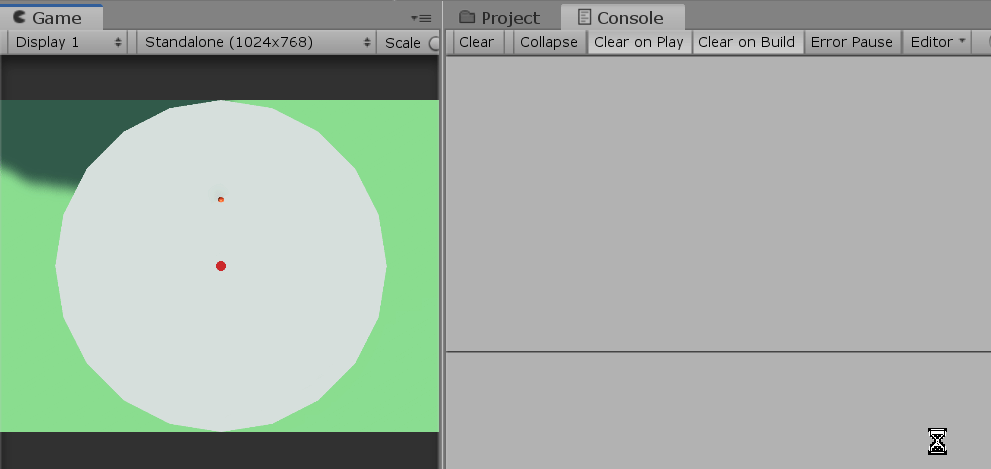 Game
Display 1
Standalone (1024x768)
Scale
Project
Console
Clear
Collapse
Clear on Play
Clear on Build
Error Pause
Editor